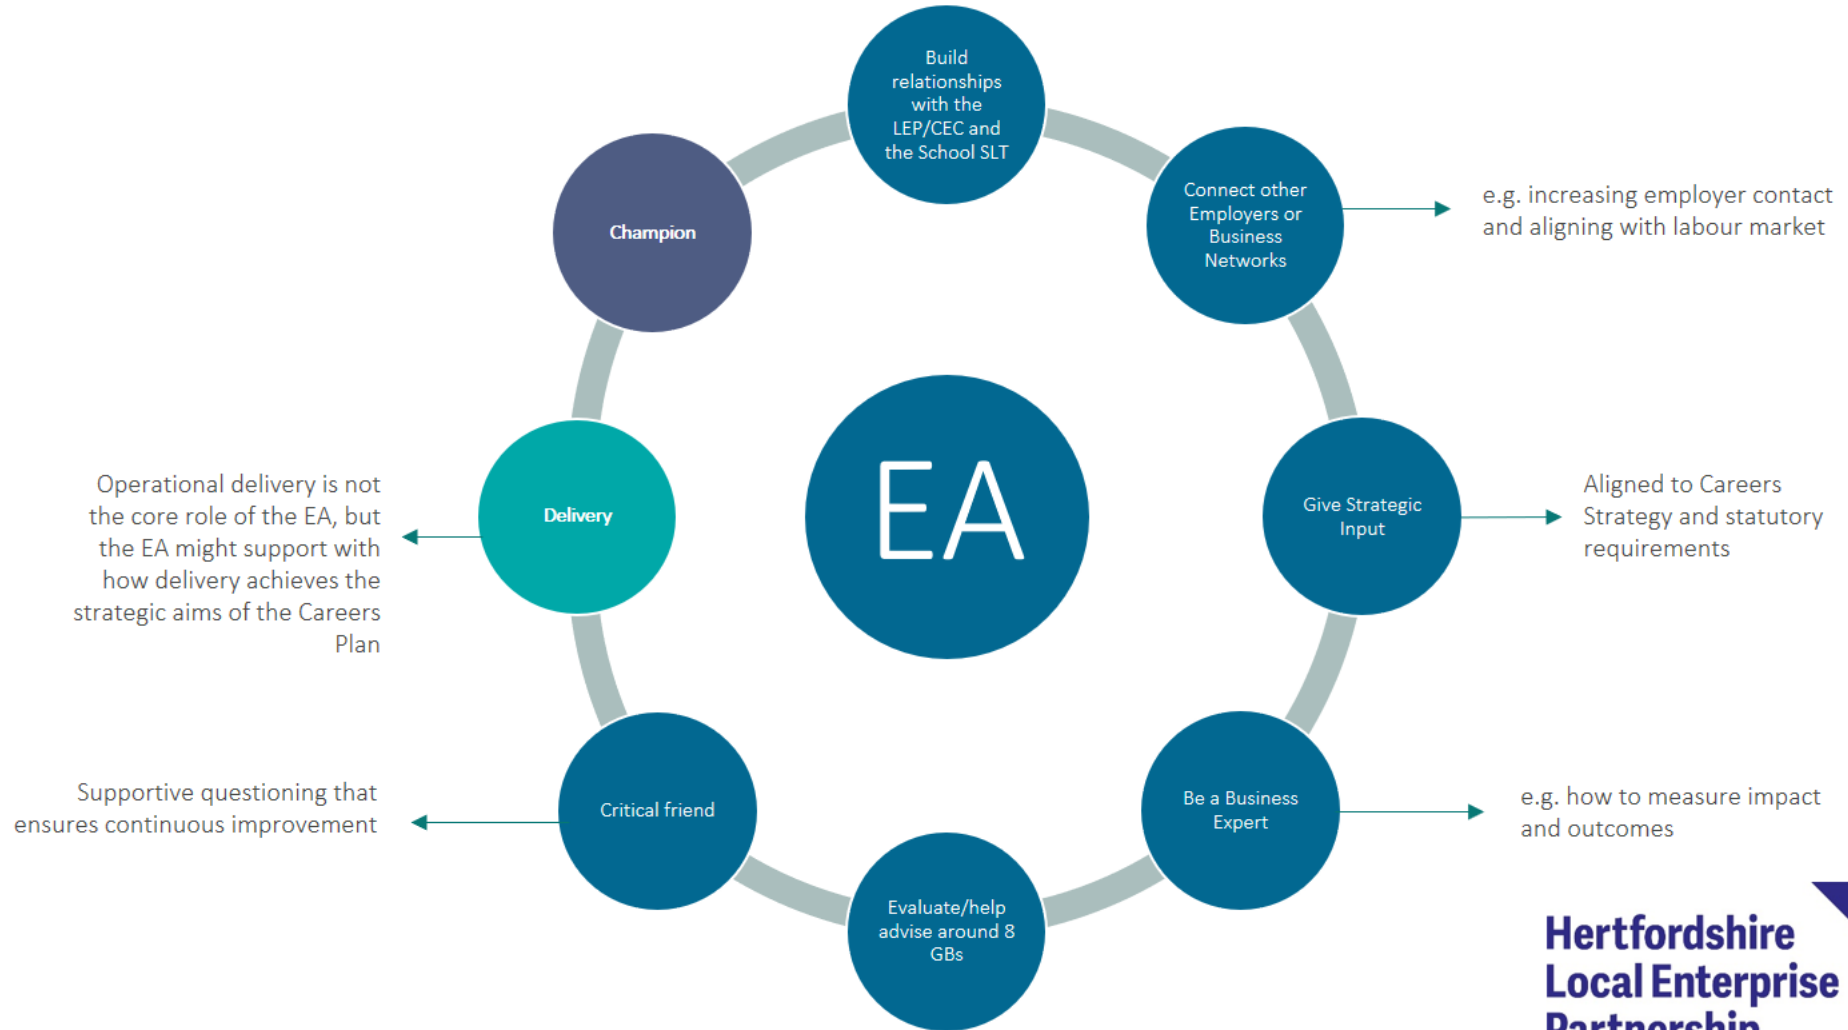 Build
relationships
with the
LEP/CEC and
the School SLT
Connect other
Employers or
Business
Networks
e.g. increasing employer contact
and aligning with labour market
Champion
EA
Give Strategic
Input
Aligned to Careers
Strategy and statutory
requirements
Delivery
Operational delivery is not
the core role of the EA, but
the EA might support with
how delivery achieves the
strategic aims of the Careers
Plan
Be a Business
Expert
e.g. how to measure impact
and outcomes
Critical friend
Supportive questioning that
ensures continuous improvement
Evaluate/help
advise around 8
GBs
Hertfordshire
Local Enterprise
Partnership